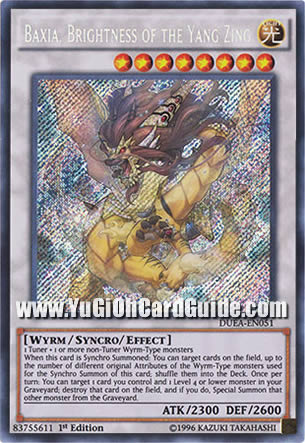 BAXIA, BRIGHTNESS OF THE YANG ZING
光
www.YuGiOhCardGuide.com
DUEA-EN051
[WYRM/SYNCRO/EFFECT]
1 Tuner + 1 or more non-Tuner Wyrm-Type monsters
When this card is Synchro Summoned: You can target cards on the field, up to
the number of different original Attributes of the Wyrm-Type monsters used
for the Synchro Summon of this card; shuffle them into the Deck. Once per
turn: You can target 1 card you control and 1 Level 4 or lower monster in your
Graveyard; destroy that card on the field, and if you do, Special Summon that
other monster from the Graveyard.
ATK/2300 DEF/2600
83755611 1st Edition ©1996 KAZUKI TAKAHASHI